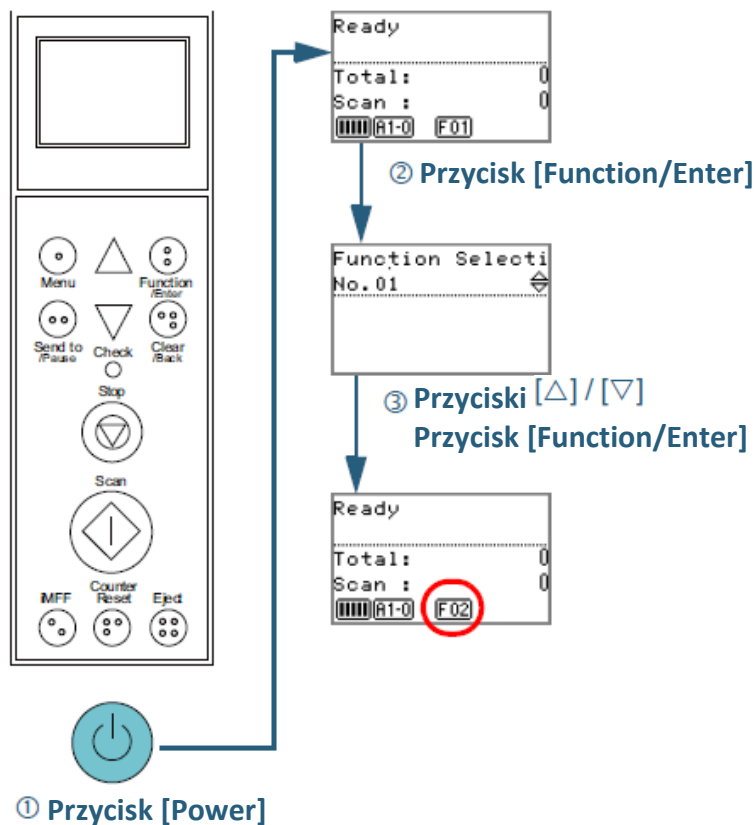 Ready
Total: 0
Scan : 0
A1-0 F01
② Przycisk [Function/Enter]
Function Selecti
No.01
③ Przyciski [△] / [▽]
Przycisk [Function/Enter]
Ready
Total: 0
Scan : 0
A1-0 F02
Menu
Function
/Enter
Send to
/Pause
Check
Clear
/Back
Stop
Scan
iMFF
Counter
Reset
Eject
① Przycisk [Power]